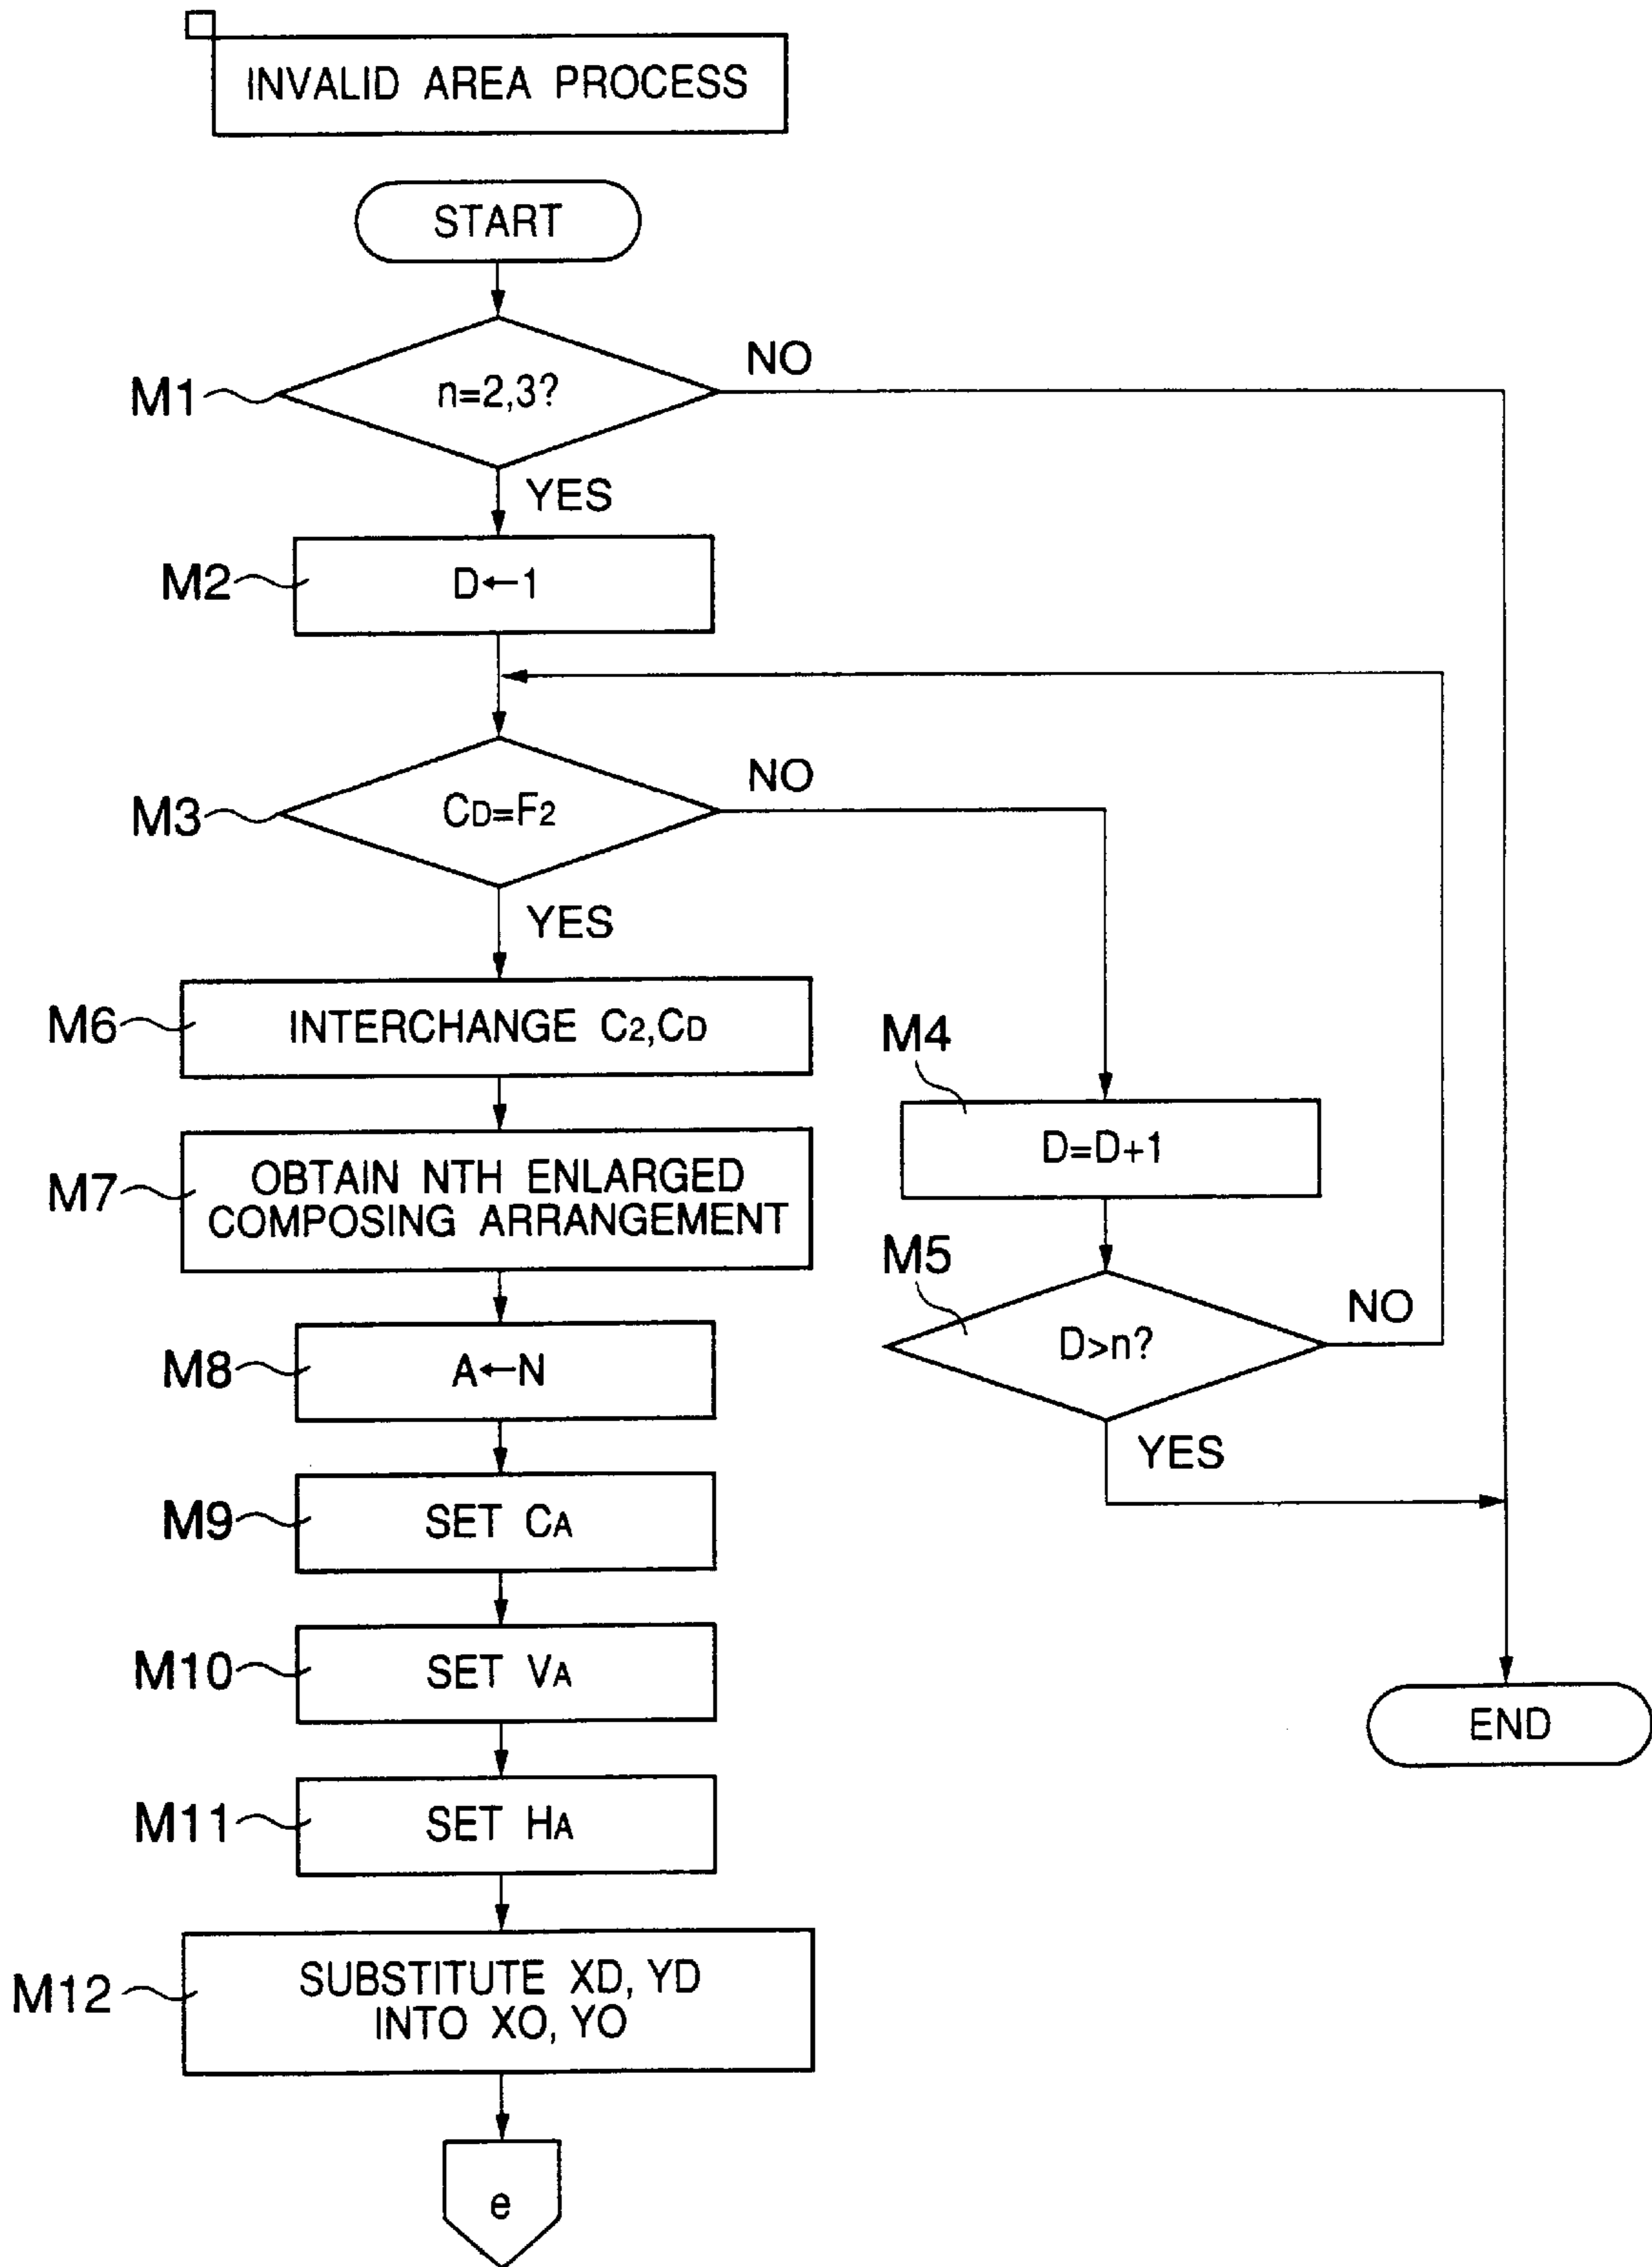 INVALID AREA PROCESS
START
M1
n=2,3?
NO
YES
M2
D←1
M3
CD=F2
NO
YES
M6
INTERCHANGE C2,CD
M4
D=D+1
M7
OBTAIN NTH ENLARGED
COMPOSING ARRANGEMENT
M5
D>n?
NO
YES
M8
A←N
M9
SET CA
M10
SET VA
END
M11
SET HA
M12
SUBSTITUTE XD, YD
INTO XO, YO
e